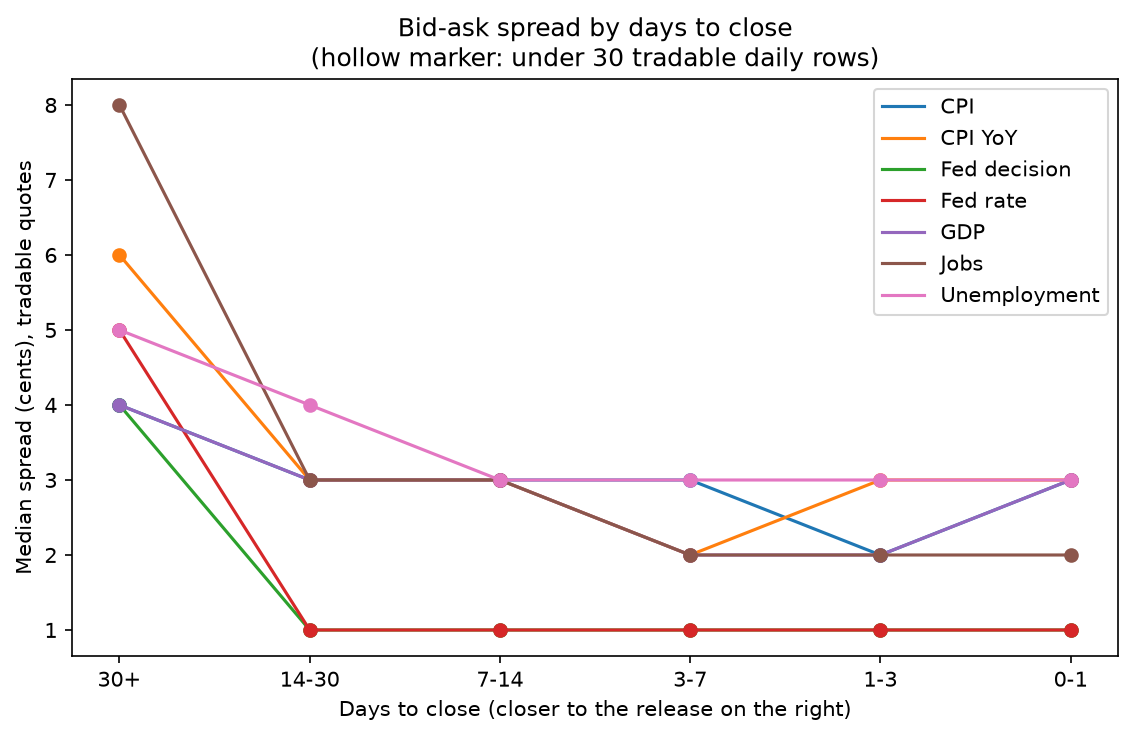 Bid-ask spread by days to close
(hollow marker: under 30 tradable daily rows)
Median spread (cents), tradable quotes
8
7
6
5
4
3
2
1
CPI
CPI YoY
Fed decision
Fed rate
GDP
Jobs
Unemployment
30+ 14-30 7-14 3-7 1-3 0-1
Days to close (closer to the release on the right)